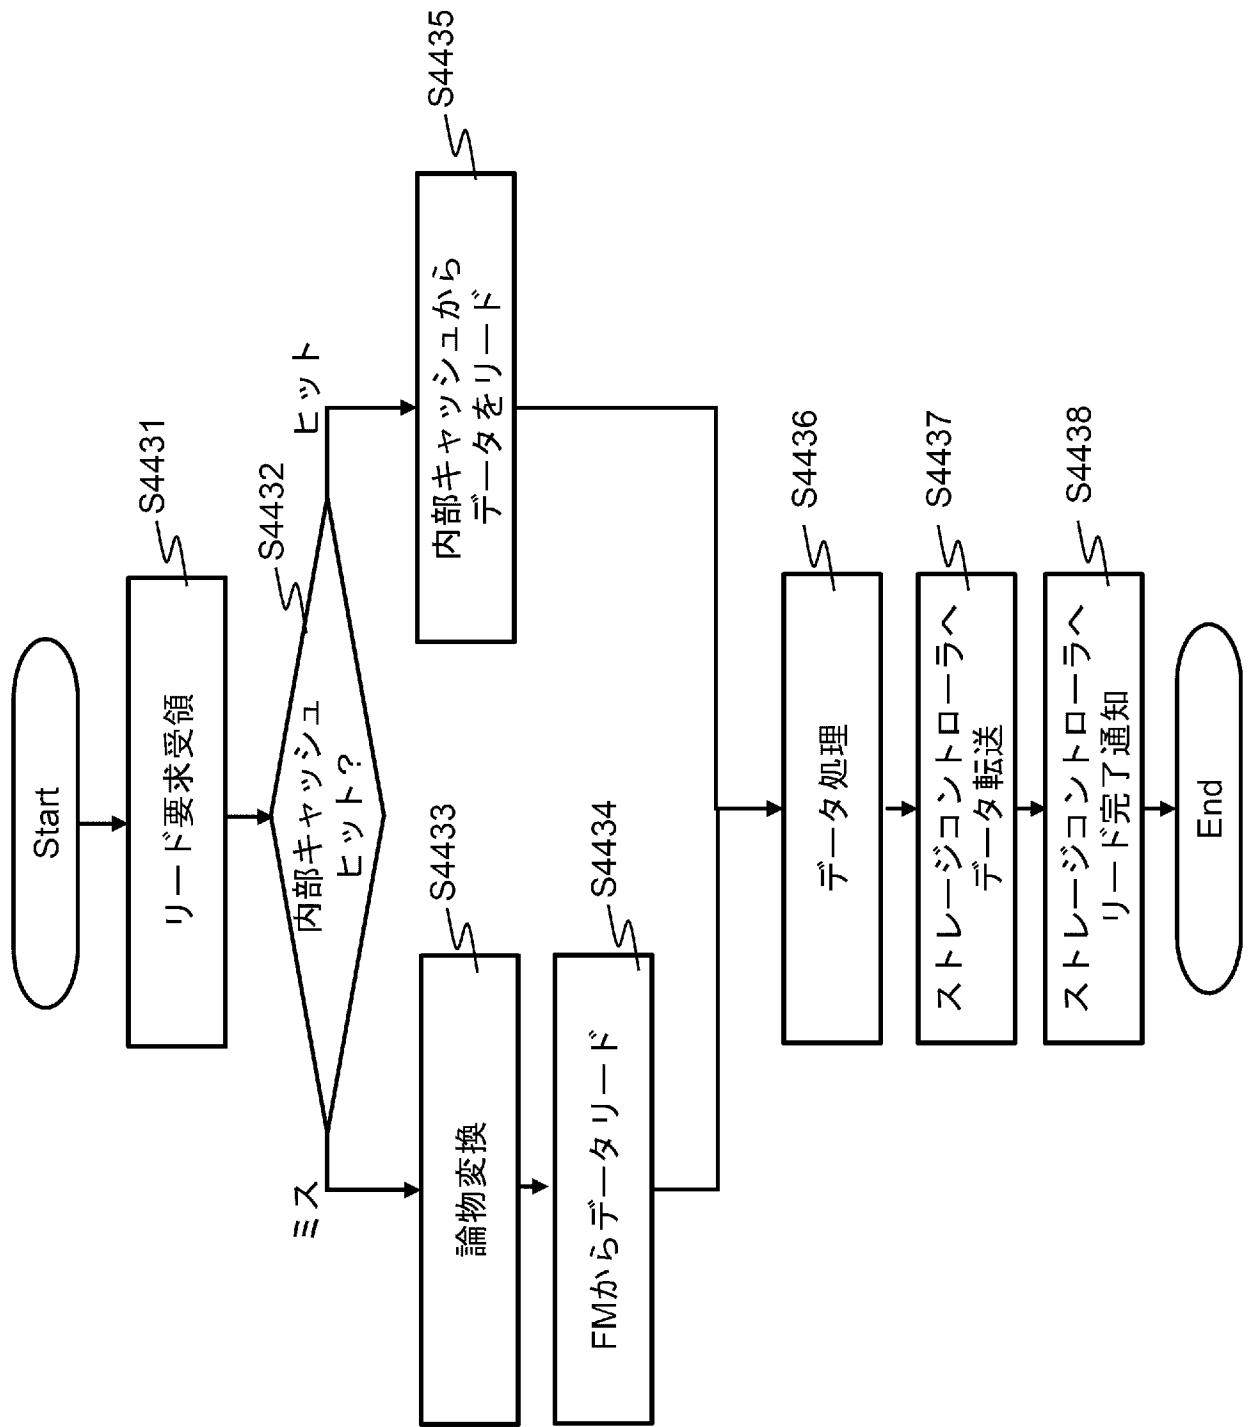 Start
リード要求受領
S4431
内部キャッシュ
ヒット?
S4432
ミス
ヒット
論物変換
S4433
FMからデータリード
S4434
内部キャッシュから
データをリード
S4435
データ処理
S4436
ストレージコントローラへ
データ転送
S4437
ストレージコントローラへ
リード完了通知
S4438
End